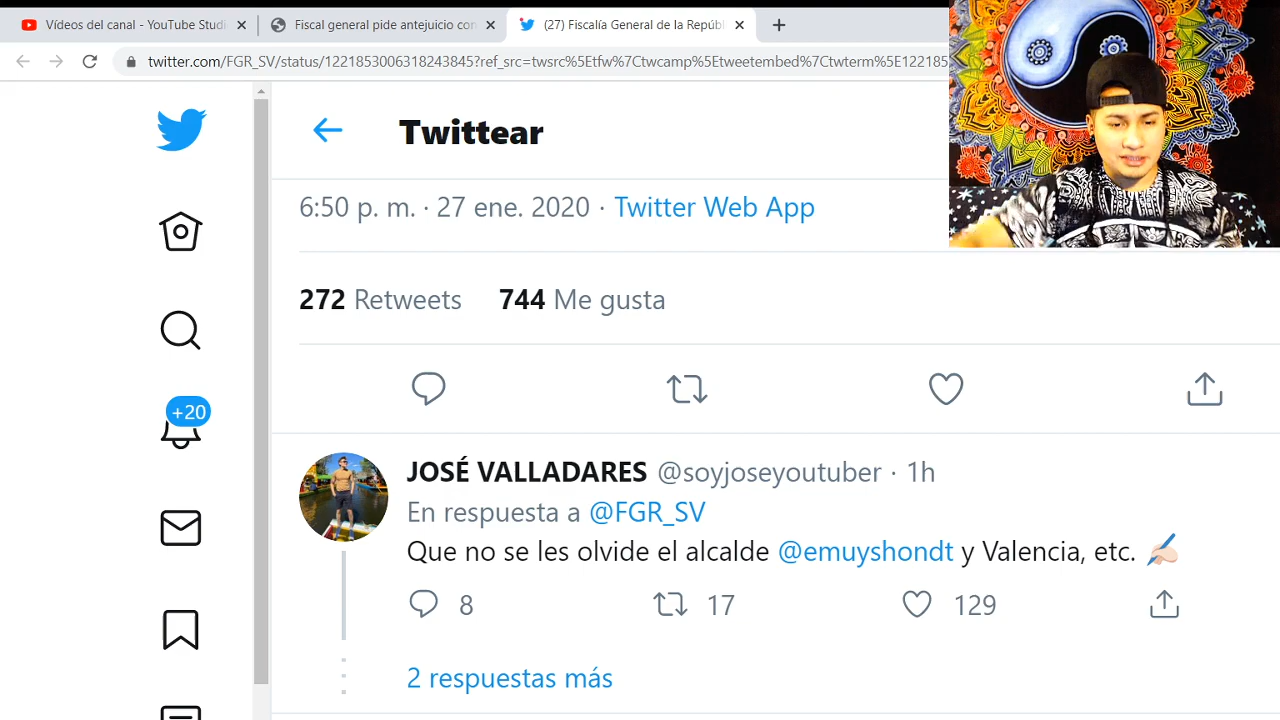 Vídeos del canal - YouTube Studi
Fiscal general pide antejuicio con
(27) Fiscalía General de la Repúbl
twitter.com/FGR_SV/status/1221853006318243845?ref_src=twsrc%5Etfw%7Ctwcamp%5Etweetembed%7Ctwterm%5E122185
Twittear
6:50 p. m. · 27 ene. 2020 · Twitter Web App
272 Retweets 744 Me gusta
+20
JOSÉ VALLADARES @soyjoseyoutuber · 1h
En respuesta a @FGR_SV
Que no se les olvide el alcalde @emuyshondt y Valencia, etc. ✍🏻
8 17 129
2 respuestas más